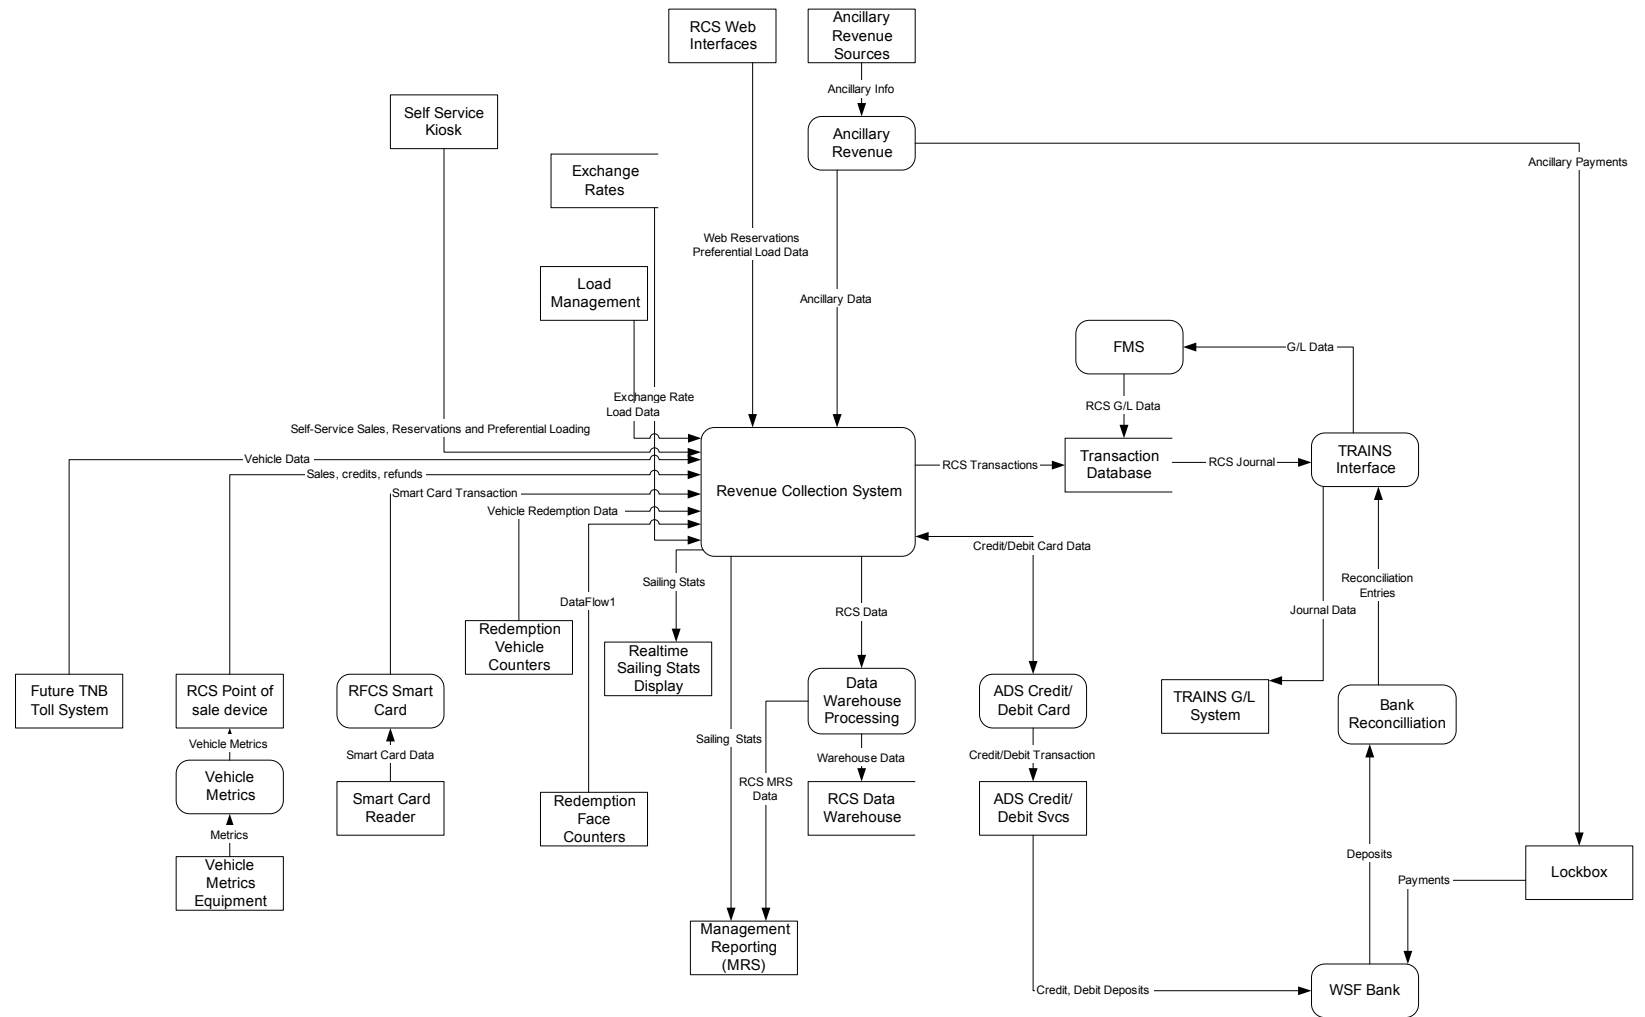 RCS Web
Interfaces
Ancillary
Revenue
Sources
Ancillary Info
Self Service
Kiosk
Ancillary
Revenue
Ancillary Payments
Exchange
Rates
Web Reservations
Preferential Load Data
Load
Management
Ancillary Data
FMS
G/L Data
Exchange Rate
Load Data
RCS G/L Data
Self-Service Sales, Reservations and Preferential Loading
Vehicle Data
Sales, credits, refunds
Smart Card Transaction
Vehicle Redemption Data
Revenue Collection System
RCS Transactions
Transaction
Database
RCS Journal
TRAINS
Interface
Credit/Debit Card Data
Sailing Stats
DataFlow1
RCS Data
Reconciliation
Entries
Journal Data
Redemption
Vehicle
Counters
Realtime
Sailing Stats
Display
Future TNB
Toll System
RCS Point of
sale device
RFCS Smart
Card
Data
Warehouse
Processing
ADS Credit/
Debit Card
TRAINS G/L
System
Bank
Reconcilliation
Vehicle Metrics
Smart Card Data
Sailing Stats
Warehouse Data
Credit/Debit Transaction
RCS MRS
Data
Vehicle
Metrics
Smart Card
Reader
Redemption
Face
Counters
RCS Data
Warehouse
ADS Credit/
Debit Svcs
Metrics
Vehicle
Metrics
Equipment
Deposits
Lockbox
Payments
Management
Reporting
(MRS)
Credit, Debit Deposits
WSF Bank